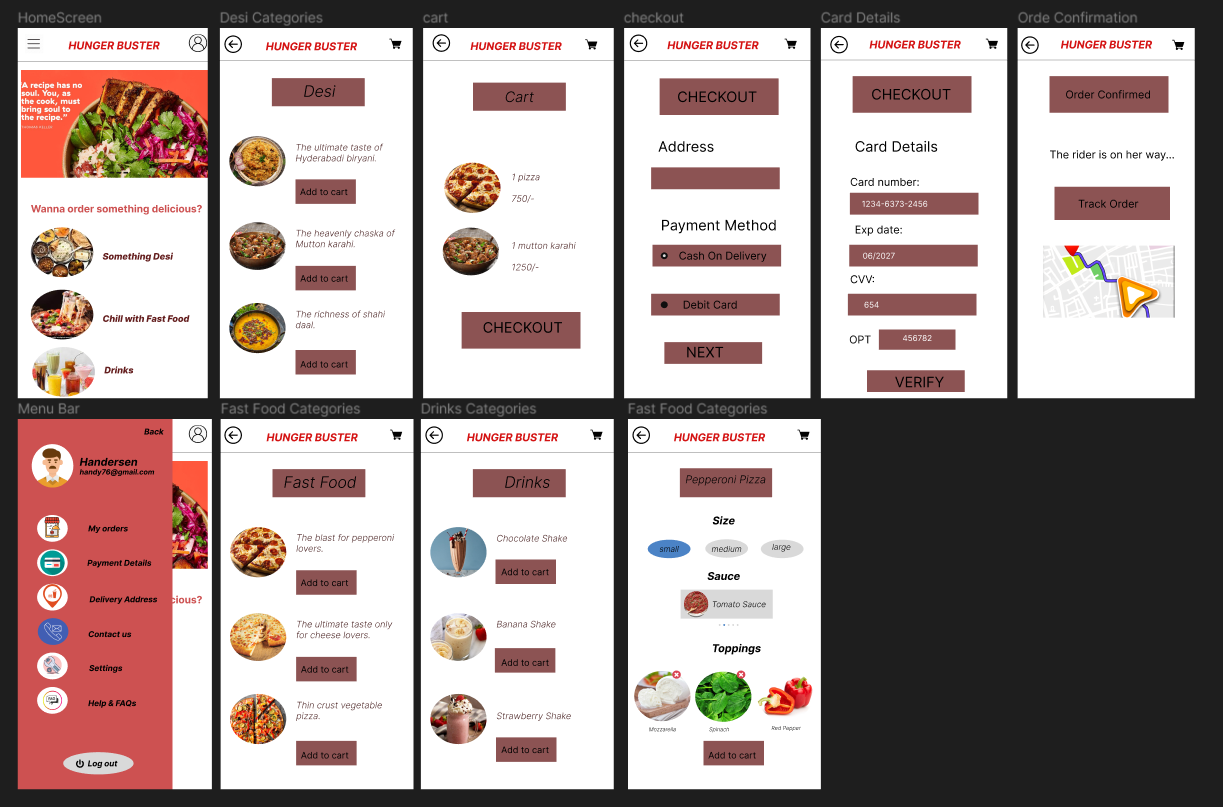 HomeScreen
HUNGER BUSTER
"A recipe has no
soul. You, as
the cook, must
bring soul to
the recipe."
THOMAS KELLER
Wanna order something delicious?
Something Desi
Chill with Fast Food
Drinks
Desi Categories
HUNGER BUSTER
Desi
The ultimate taste of
Hyderabadi biryani.
Add to cart
The heavenly chaska of
Mutton karahi.
Add to cart
The richness of shahi
daal.
Add to cart
cart
HUNGER BUSTER
Cart
1 pizza
750/-
1 mutton karahi
1250/-
CHECKOUT
checkout
HUNGER BUSTER
CHECKOUT
Address
Payment Method
Cash On Delivery
Debit Card
NEXT
Card Details
HUNGER BUSTER
CHECKOUT
Card Details
Card number:
1234-6373-2456
Exp date:
06/2027
CVV:
654
OPT
456782
VERIFY
Orde Confirmation
HUNGER BUSTER
Order Confirmed
The rider is on her way...
Track Order
Menu Bar
Back
Handersen
handy76@gmail.com
My orders
Payment Details
Delivery Address
cious?
Contact us
Settings
FAQ
Help & FAQs
Log out
Fast Food Categories
HUNGER BUSTER
Fast Food
The blast for pepperoni
lovers.
Add to cart
The ultimate taste only
for cheese lovers.
Add to cart
Thin crust vegetable
pizza.
Add to cart
Drinks Categories
HUNGER BUSTER
Drinks
Chocolate Shake
Add to cart
Banana Shake
Add to cart
Strawberry Shake
Add to cart
Fast Food Categories
HUNGER BUSTER
Pepperoni Pizza
Size
small
medium
large
Sauce
Tomato Sauce
Toppings
Mozzarella
Spinach
Red Pepper
Add to cart